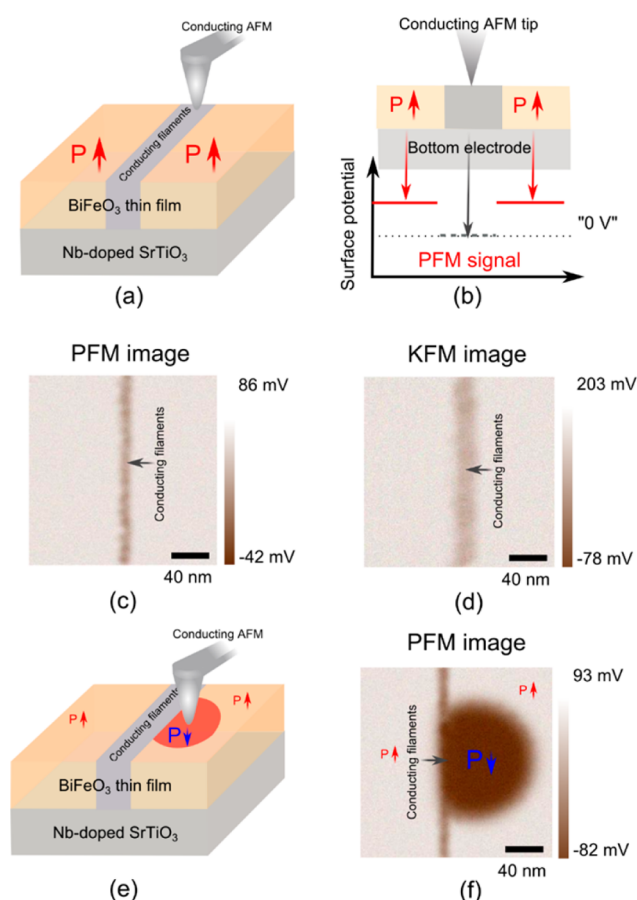 Conducting AFM
Conducting filaments
P
P
BiFeO₃ thin film
Nb-doped SrTiO₃
(a)
Conducting AFM tip
P
P
Bottom electrode
Surface potential
"0 V"
PFM signal
(b)
PFM image
86 mV
Conducting filaments
-42 mV
40 nm
(c)
KFM image
203 mV
Conducting filaments
-78 mV
40 nm
(d)
Conducting AFM
Conducting filaments
P
P
P
BiFeO₃ thin film
Nb-doped SrTiO₃
(e)
PFM image
93 mV
P
P
Conducting filaments
P
-82 mV
40 nm
(f)